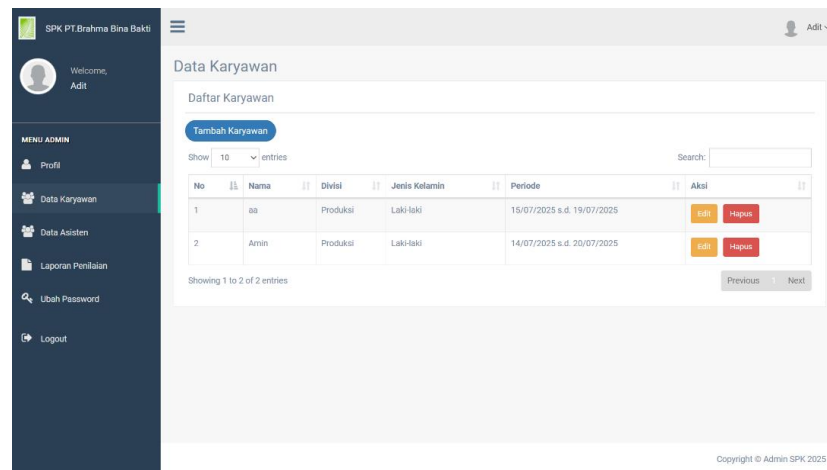 SPK PT.Brahma Bina Bakti
Adit
Welcome,
Adit
MENU ADMIN
Profil
Data Karyawan
Data Asisten
Laporan Penilaian
Ubah Password
Logout
Data Karyawan
Daftar Karyawan
Tambah Karyawan
Show 10 entries
Search:
No Nama Divisi Jenis Kelamin Periode Aksi
1 aa Produksi Laki-laki 15/07/2025 s.d. 19/07/2025 Edit Hapus
2 Amin Produksi Laki-laki 14/07/2025 s.d. 20/07/2025 Edit Hapus
Showing 1 to 2 of 2 entries
Previous 1 Next
Copyright © Admin SPK 2025